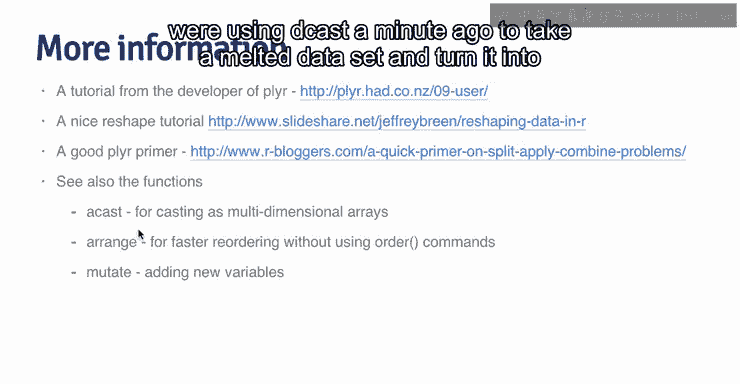 were using dcast a minute ago to take
a melted data set and turn it into
More information
· A tutorial from the developer of plyr - http://plyr.had.co.nz/09-user/
· A nice reshape tutorial http://www.slideshare.net/jeffreybreen/reshaping-data-in-r
· A good plyr primer - http://www.r-bloggers.com/a-quick-primer-on-split-apply-combine-problems/
· See also the functions
- acast - for casting as multi-dimensional arrays
- arrange - for faster reordering without using order() commands
- mutate - adding new variables